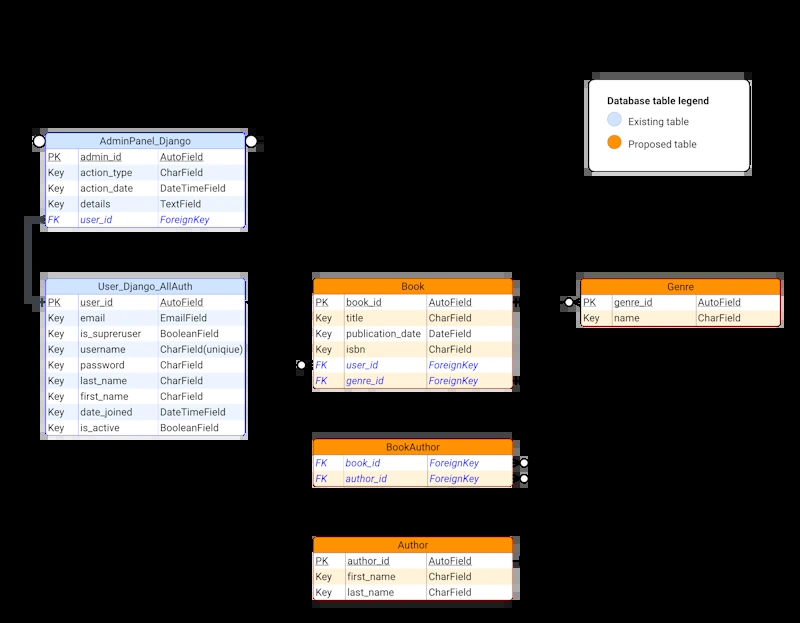 Database table legend
Existing table
Proposed table
AdminPanel_Django
PK admin_id AutoField
Key action_type CharField
Key action_date DateTimeField
Key details TextField
FK user_id ForeignKey
User_Django_AllAuth
PK user_id AutoField
Key email EmailField
Key is_supreruser BooleanField
Key username CharField(uniqiue)
Key password CharField
Key last_name CharField
Key first_name CharField
Key date_joined DateTimeField
Key is_active BooleanField
Book
PK book_id AutoField
Key title CharField
Key publication_date DateField
Key isbn CharField
FK user_id ForeignKey
FK genre_id ForeignKey
Genre
PK genre_id AutoField
Key name CharField
BookAuthor
FK book_id ForeignKey
FK author_id ForeignKey
Author
PK author_id AutoField
Key first_name CharField
Key last_name CharField